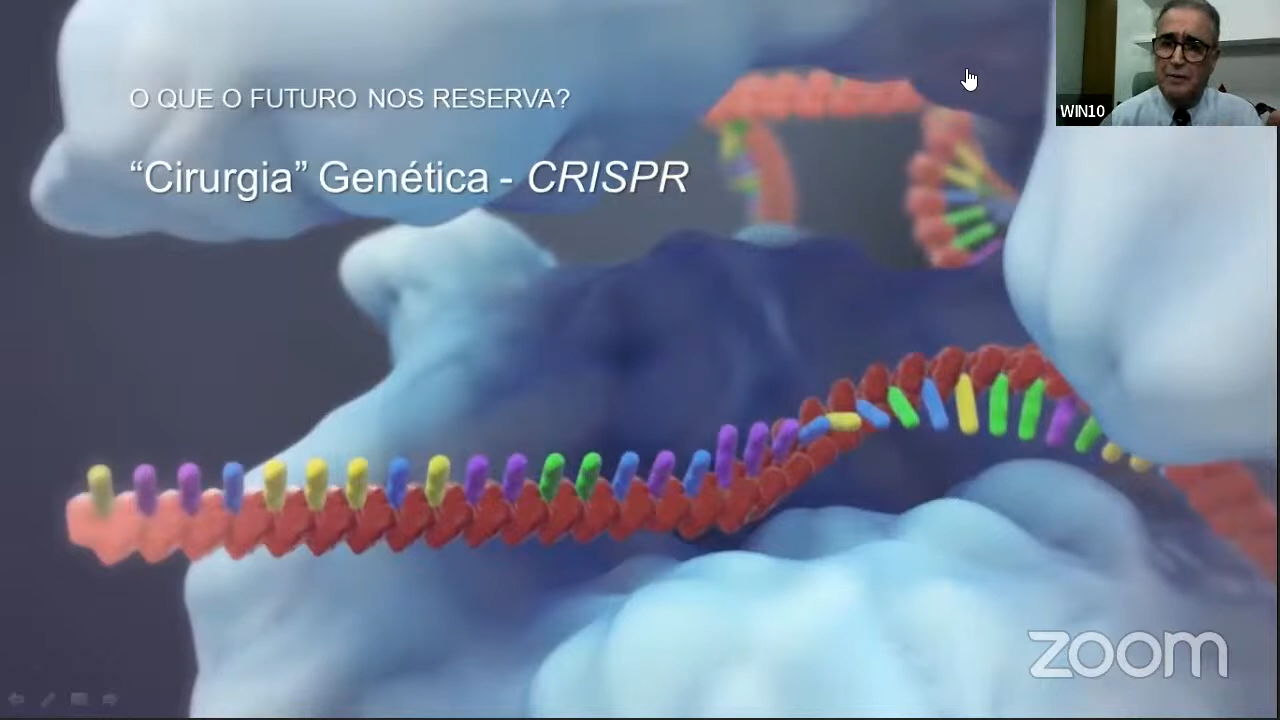 O QUE O FUTURO NOS RESERVA?
“Cirurgia” Genética - CRISPR
WIN10
zoom